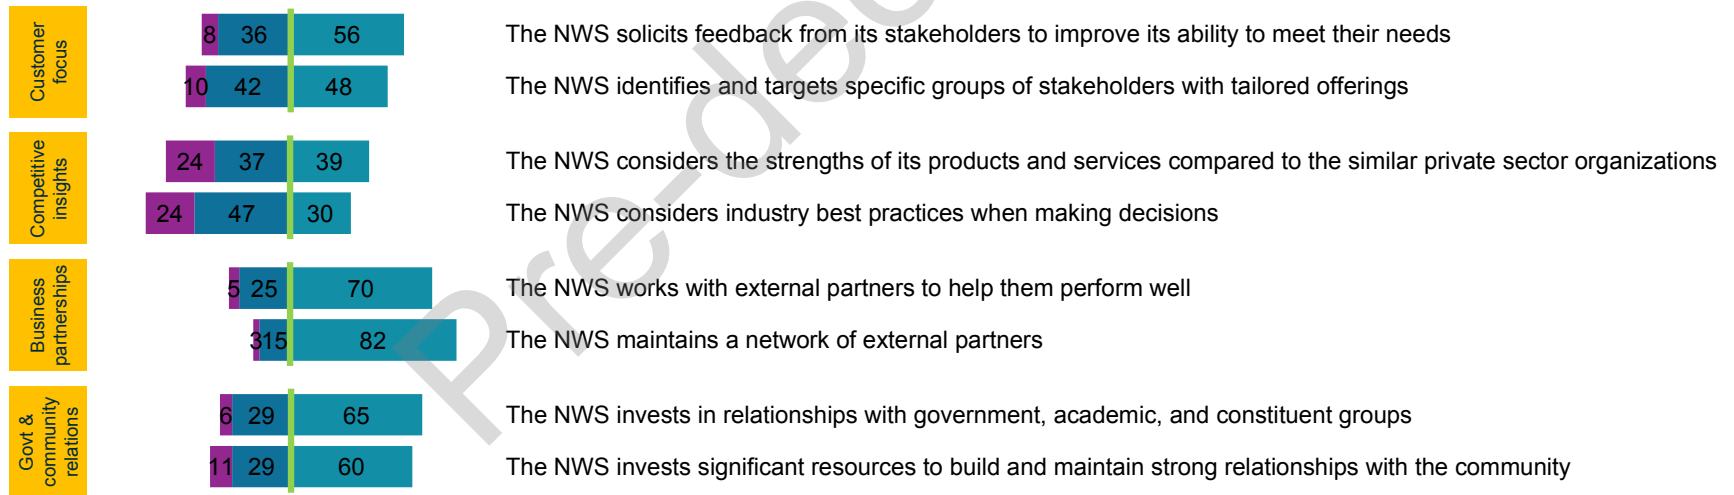 Customer
focus
8 36 56 The NWS solicits feedback from its stakeholders to improve its ability to meet their needs
10 42 48 The NWS identifies and targets specific groups of stakeholders with tailored offerings
Competitive
insights
24 37 39 The NWS considers the strengths of its products and services compared to the similar private sector organizations
24 47 30 The NWS considers industry best practices when making decisions
Business
partnerships
5 25 70 The NWS works with external partners to help them perform well
3 15 82 The NWS maintains a network of external partners
Govt &
community
relations
6 29 65 The NWS invests in relationships with government, academic, and constituent groups
11 29 60 The NWS invests significant resources to build and maintain strong relationships with the community